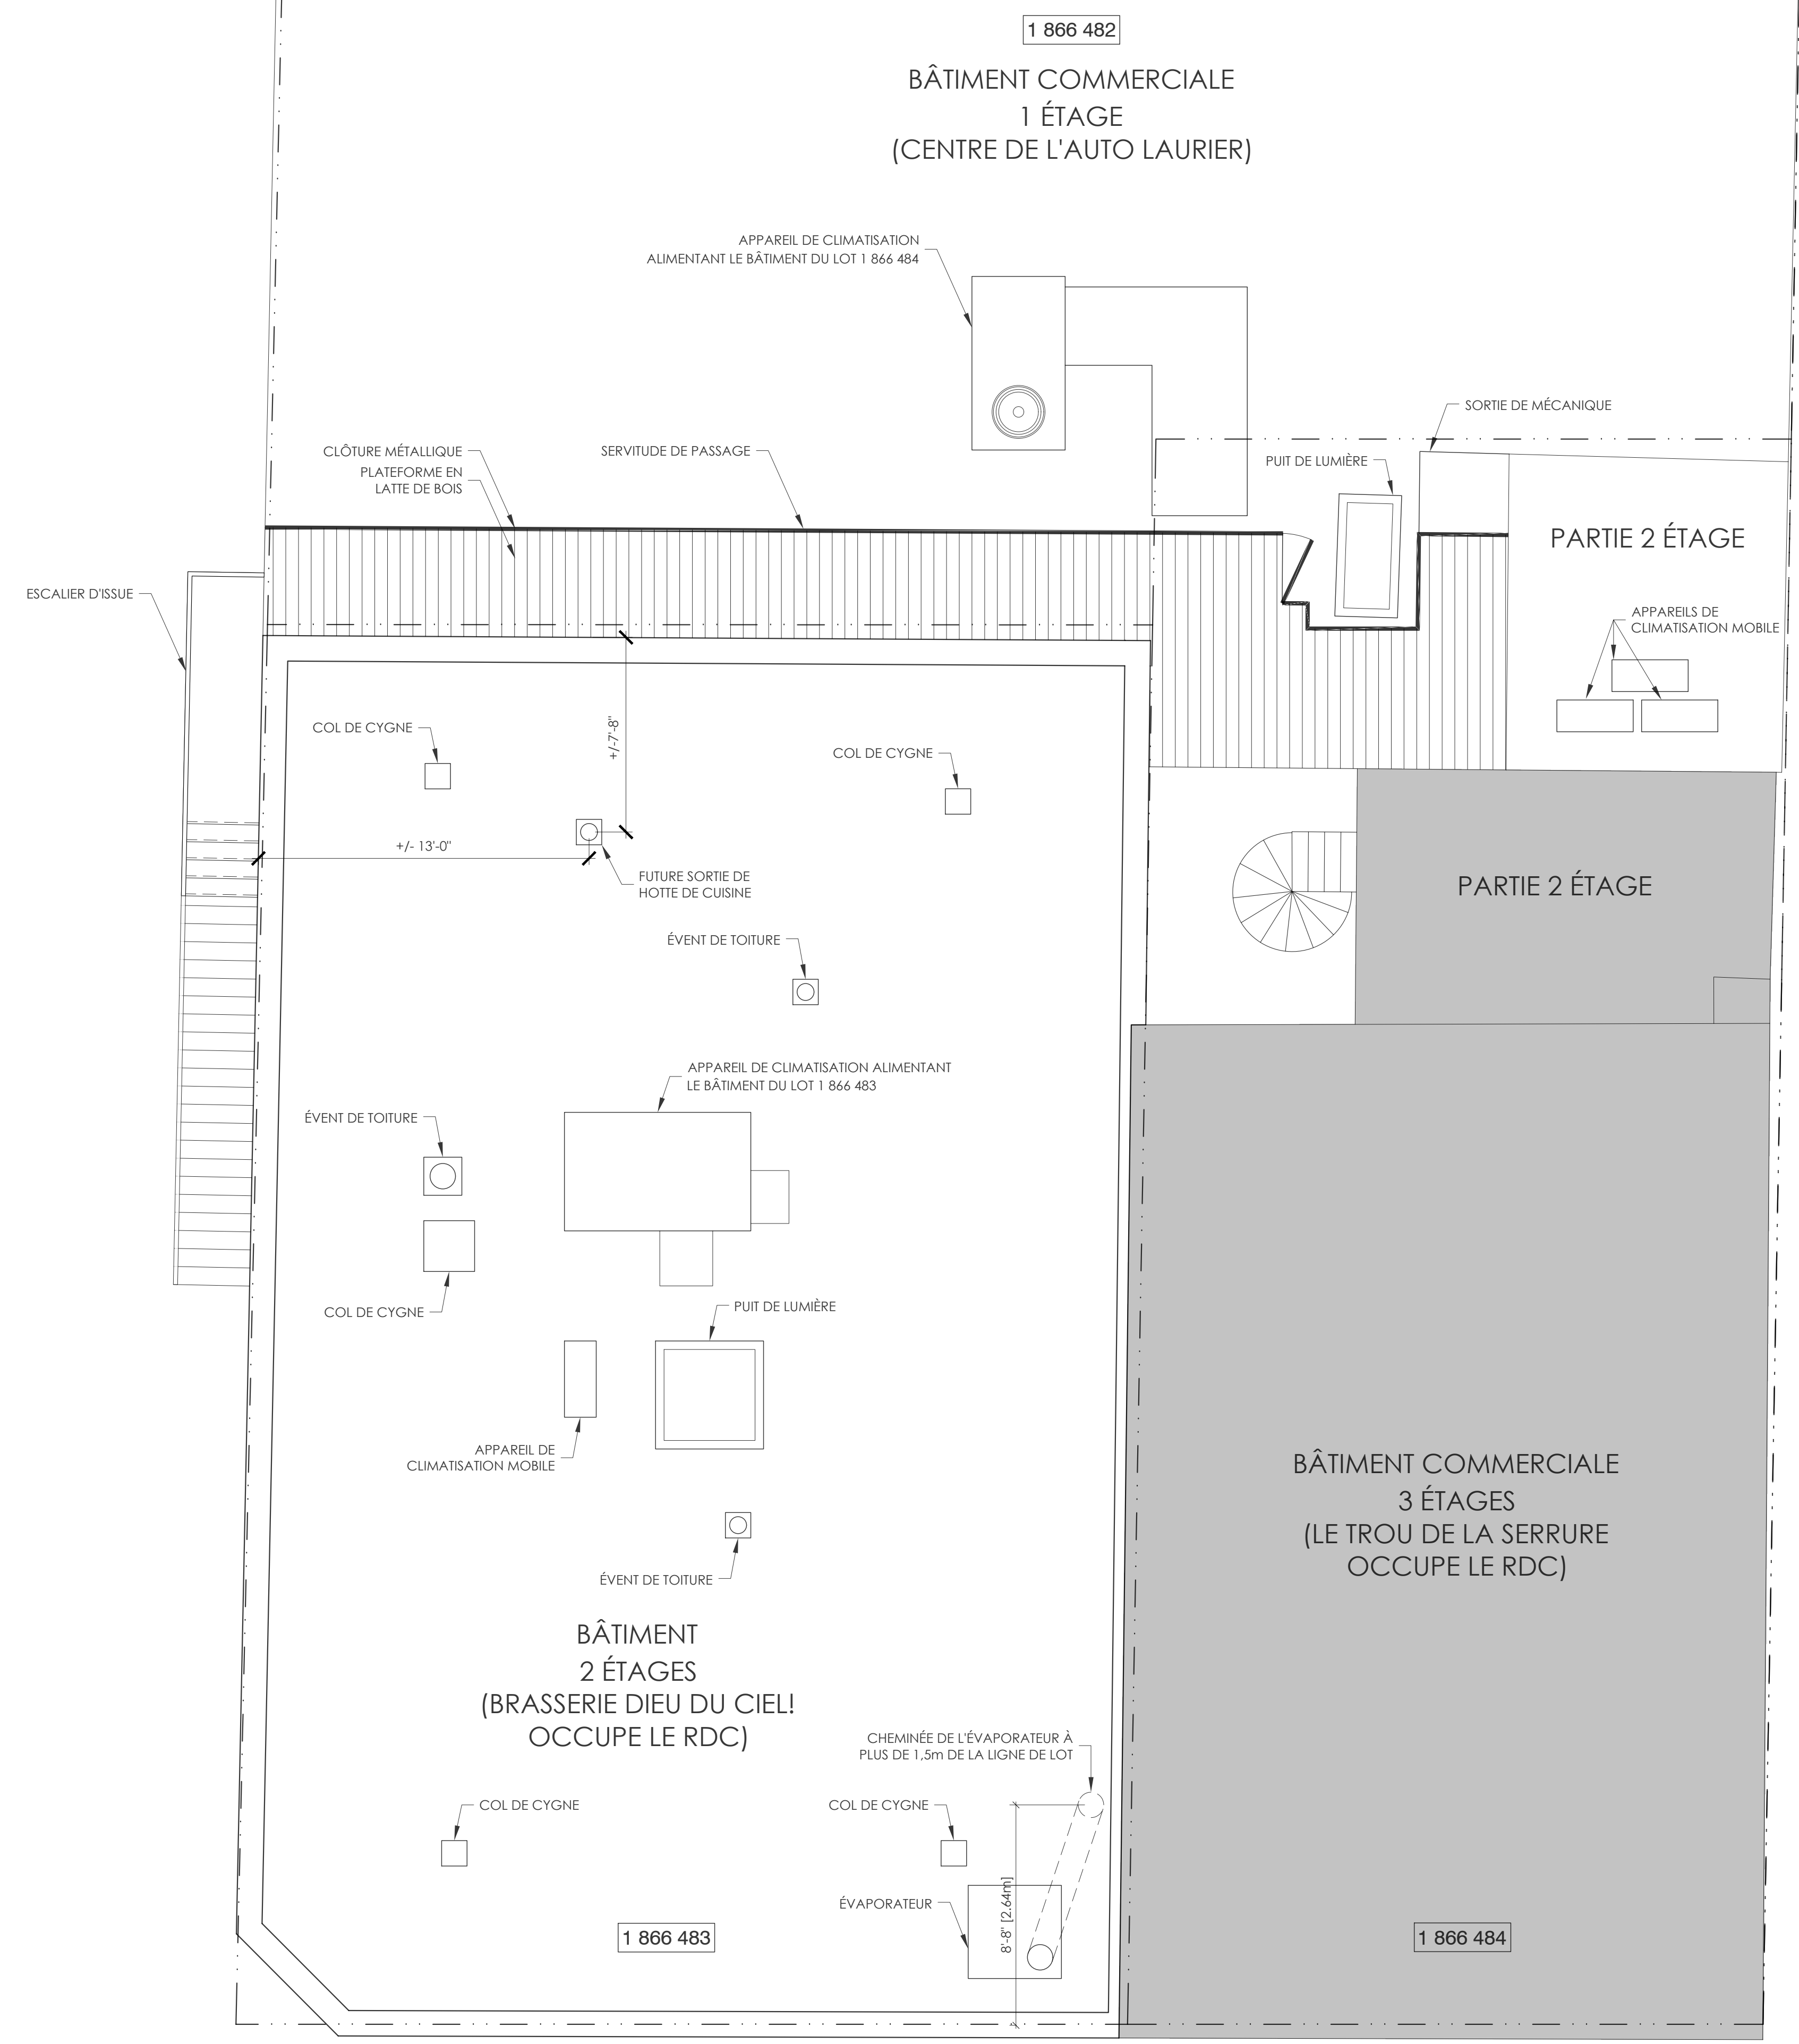 1 866 482
BÂTIMENT COMMERCIALE
1 ÉTAGE
(CENTRE DE L'AUTO LAURIER)
APPAREIL DE CLIMATISATION
ALIMENTANT LE BÂTIMENT DU LOT 1 866 484
SORTIE DE MÉCANIQUE
CLÔTURE MÉTALLIQUE
PLATEFORME EN
LATTE DE BOIS
SERVITUDE DE PASSAGE
PUIT DE LUMIÈRE
PARTIE 2 ÉTAGE
ESCALIER D'ISSUE
APPAREILS DE
CLIMATISATION MOBILE
COL DE CYGNE
+/-7'-8"
COL DE CYGNE
+/- 13'-0"
FUTURE SORTIE DE
HOTTE DE CUISINE
PARTIE 2 ÉTAGE
ÉVENT DE TOITURE
APPAREIL DE CLIMATISATION ALIMENTANT
LE BÂTIMENT DU LOT 1 866 483
ÉVENT DE TOITURE
COL DE CYGNE
PUIT DE LUMIÈRE
APPAREIL DE
CLIMATISATION MOBILE
BÂTIMENT COMMERCIALE
3 ÉTAGES
(LE TROU DE LA SERRURE
OCCUPE LE RDC)
ÉVENT DE TOITURE
BÂTIMENT
2 ÉTAGES
(BRASSERIE DIEU DU CIEL!
OCCUPE LE RDC)
CHEMINÉE DE L'ÉVAPORATEUR À
PLUS DE 1,5m DE LA LIGNE DE LOT
COL DE CYGNE
COL DE CYGNE
ÉVAPORATEUR
8'-8" [2.64m]
1 866 483
1 866 484